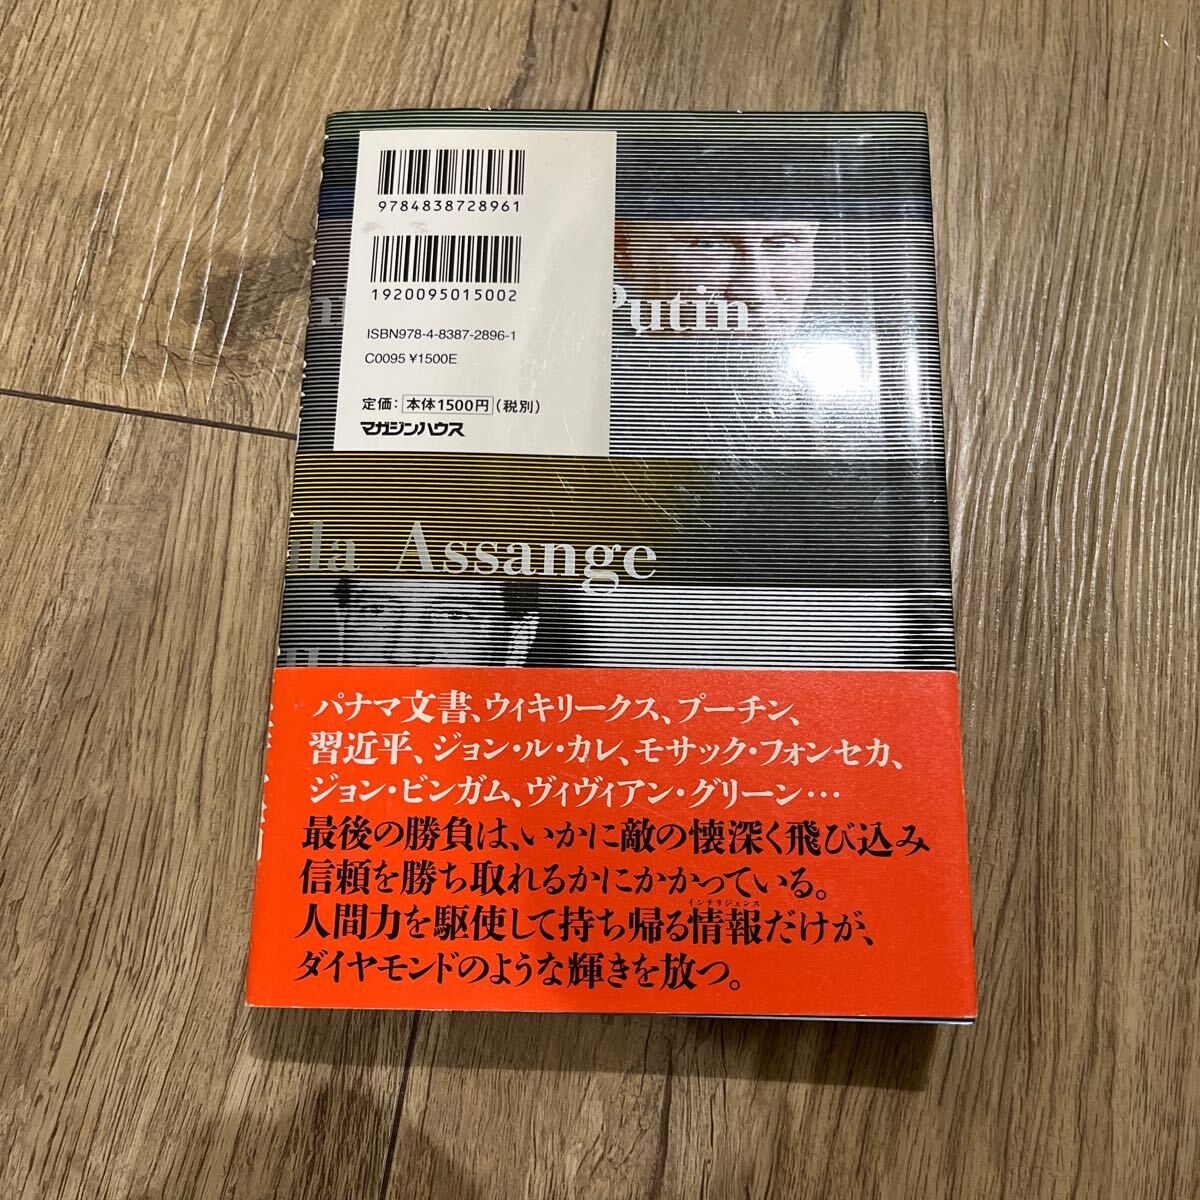 9784838728961
1920095015002
ISBN978-4-8387-2896-1
C0095 ¥1500E
定価：本体1500円（税別）
マガジンハウス
Putin
Assange
パナマ文書、ウィキリークス、プーチン、
習近平、ジョン・ル・カレ、モサック・フォンセカ、
ジョン・ビンガム、ヴィヴィアン・グリーン…
最後の勝負は、いかに敵の懐深く飛び込み
信頼を勝ち取れるかにかかっている。
インテリジェンス
人間力を駆使して持ち帰る情報だけが、
ダイヤモンドのような輝きを放つ。